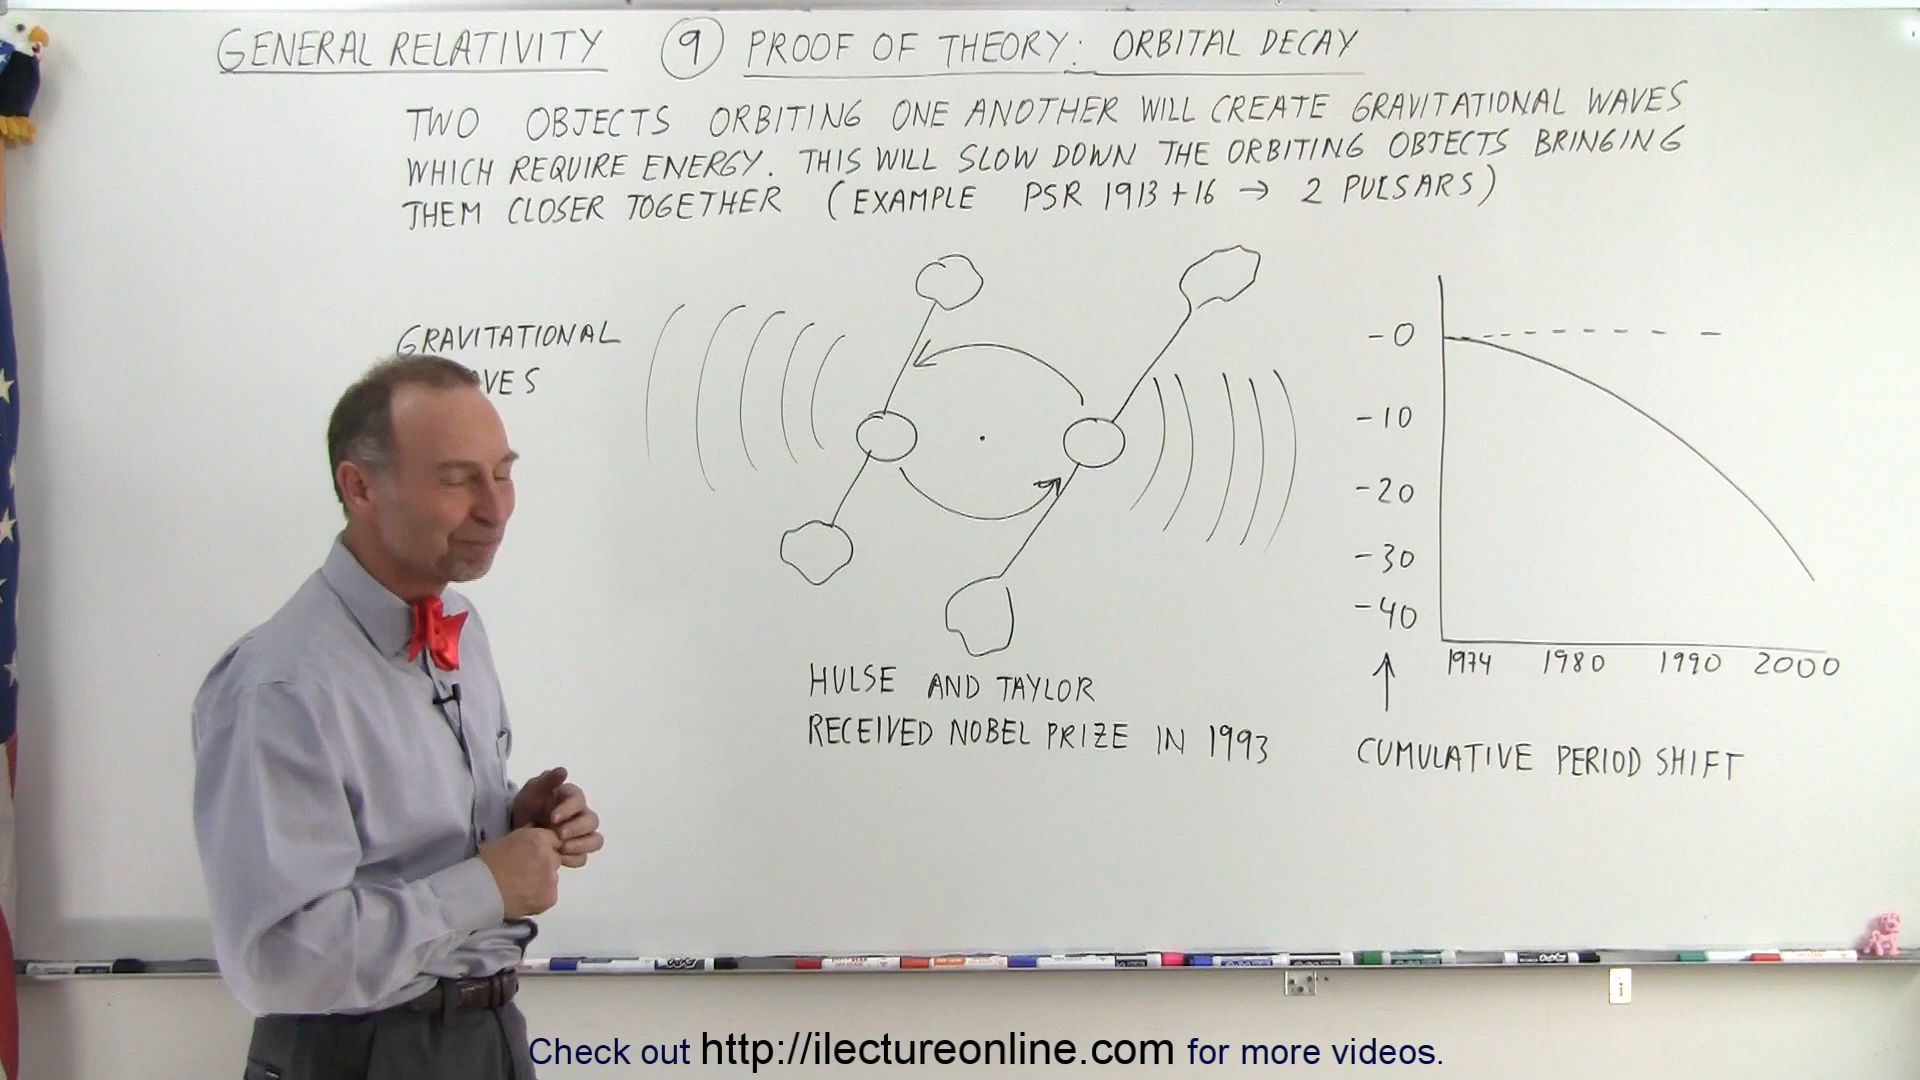 GENERAL RELATIVITY 9 PROOF OF THEORY: ORBITAL DECAY
TWO OBJECTS ORBITING ONE ANOTHER WILL CREATE GRAVITATIONAL WAVES
WHICH REQUIRE ENERGY. THIS WILL SLOW DOWN THE ORBITING OBJECTS BRINGING
THEM CLOSER TOGETHER (EXAMPLE PSR 1913+16 → 2 PULSARS)
GRAVITATIONAL
VES
HULSE AND TAYLOR
RECEIVED NOBEL PRIZE IN 1993
-0
-10
-20
-30
-40
1974 1980 1990 2000
CUMULATIVE PERIOD SHIFT
Check out http://ilectureonline.com for more videos.